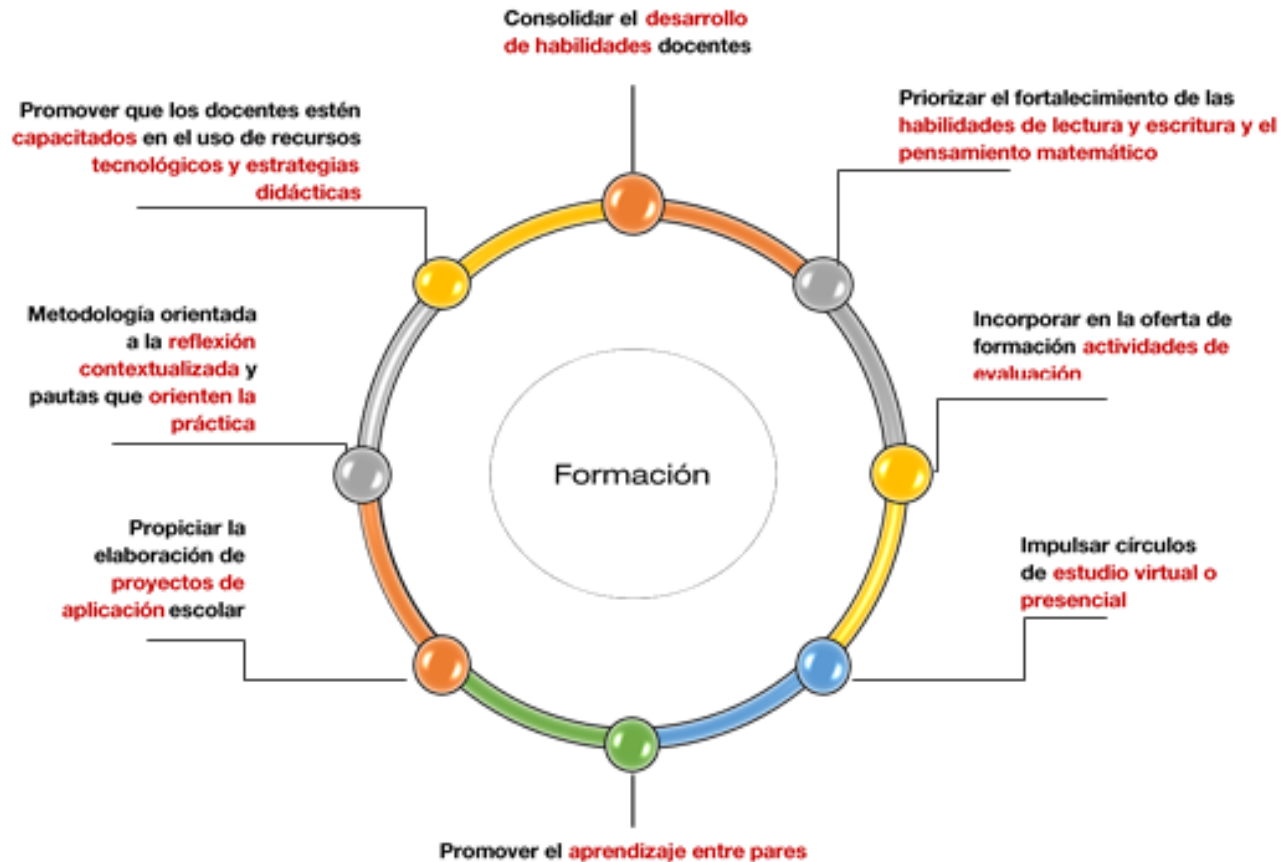 Consolidar el desarrollo
de habilidades docentes
Priorizar el fortalecimiento de las
habilidades de lectura y escritura y el
pensamiento matemático
Incorporar en la oferta de
formación actividades de
evaluación
Impulsar círculos
de estudio virtual o
presencial
Promover el aprendizaje entre pares
Propiciar la
elaboración de
proyectos de
aplicación escolar
Metodología orientada
a la reflexión
contextualizada y
pautas que orienten la
práctica
Promover que los docentes estén
capacitados en el uso de recursos
tecnológicos y estrategias
didácticas
Formación